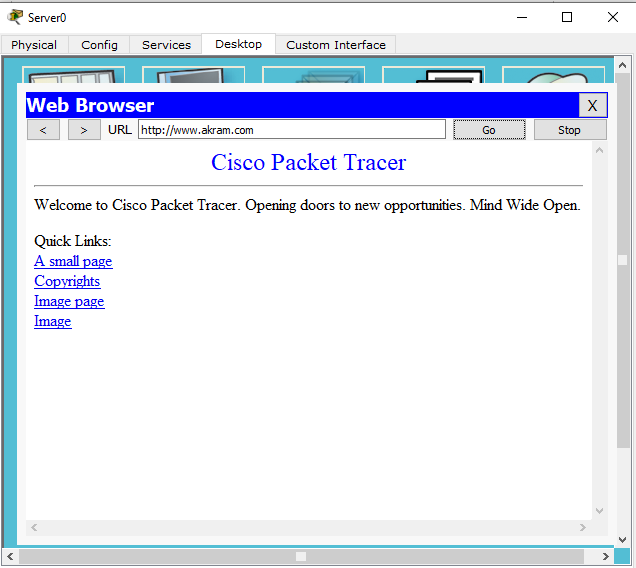 Server0
Physical Config Services Desktop Custom Interface
Web Browser X
< > URL http://www.akram.com Go Stop
Cisco Packet Tracer
Welcome to Cisco Packet Tracer. Opening doors to new opportunities. Mind Wide Open.
Quick Links:
A small page
Copyrights
Image page
Image